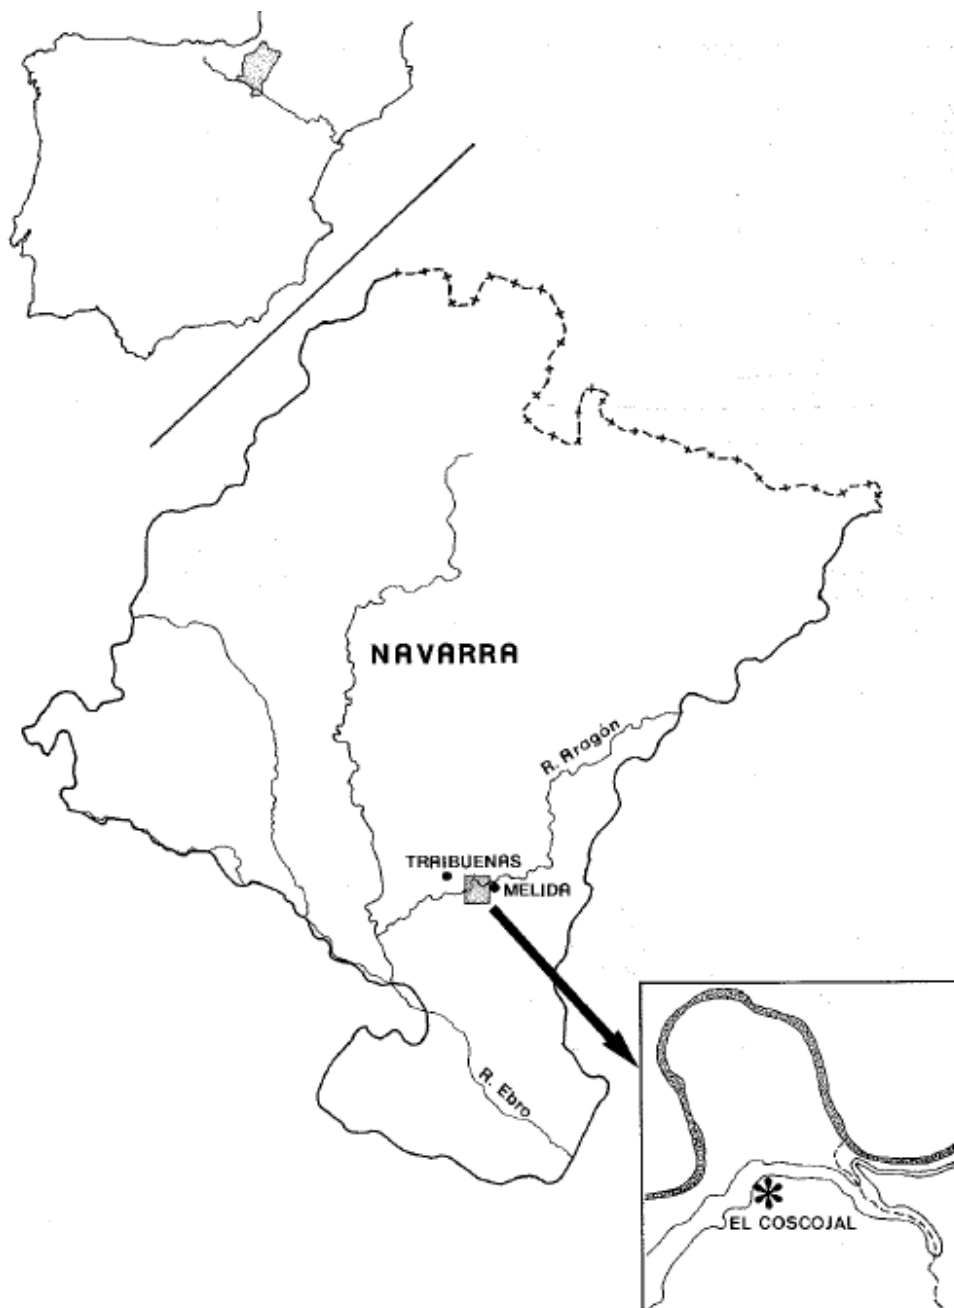 NAVARRA
R. Aragón
TRAIBUENAS
MELIDA
R. Ebro
EL COSCOJAL